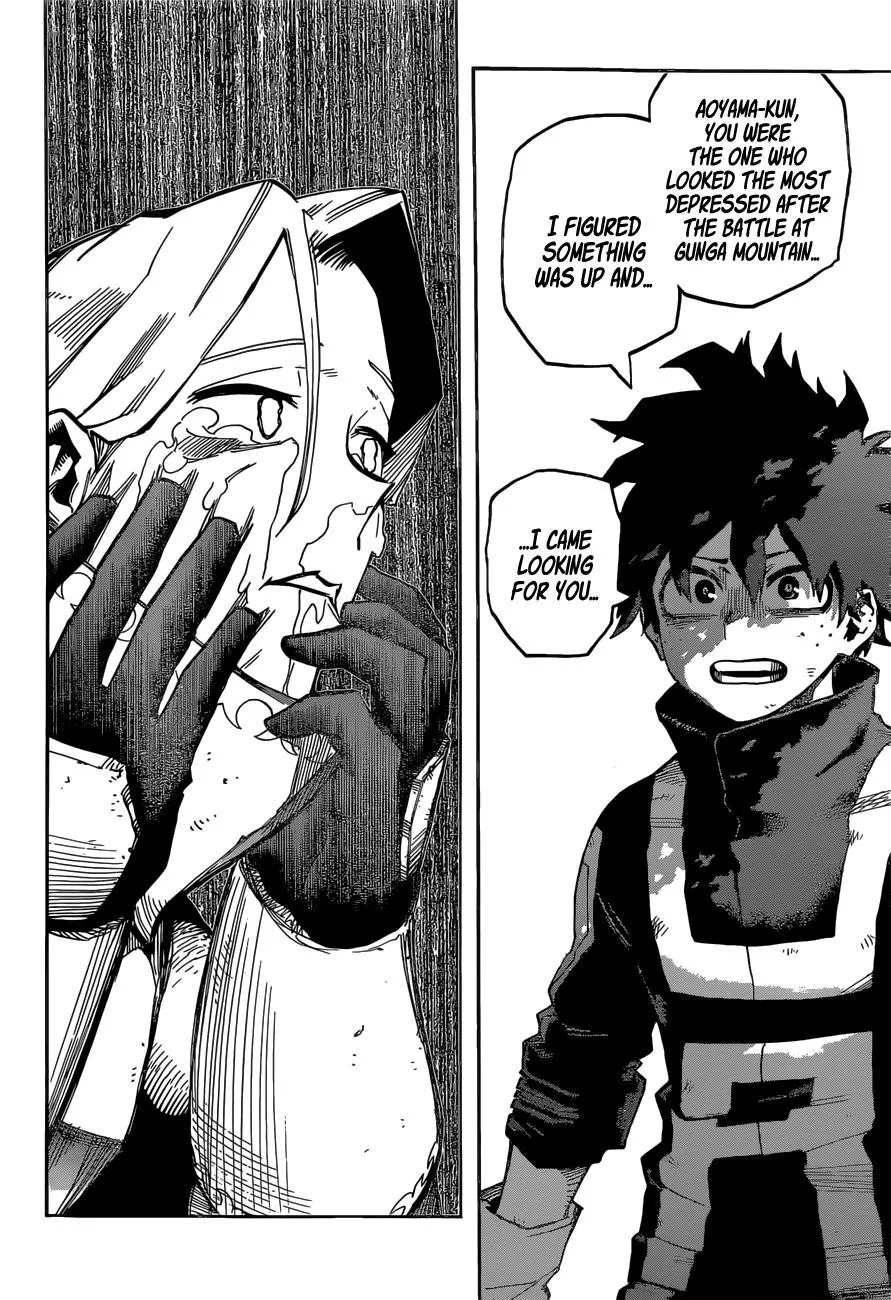 AOYAMA-KUN,
YOU WERE
THE ONE WHO
LOOKED THE MOST
DEPRESSED AFTER
THE BATTLE AT
GUNGA MOUNTAIN...
I FIGURED
SOMETHING
WAS UP AND...
...I CAME
LOOKING
FOR YOU...